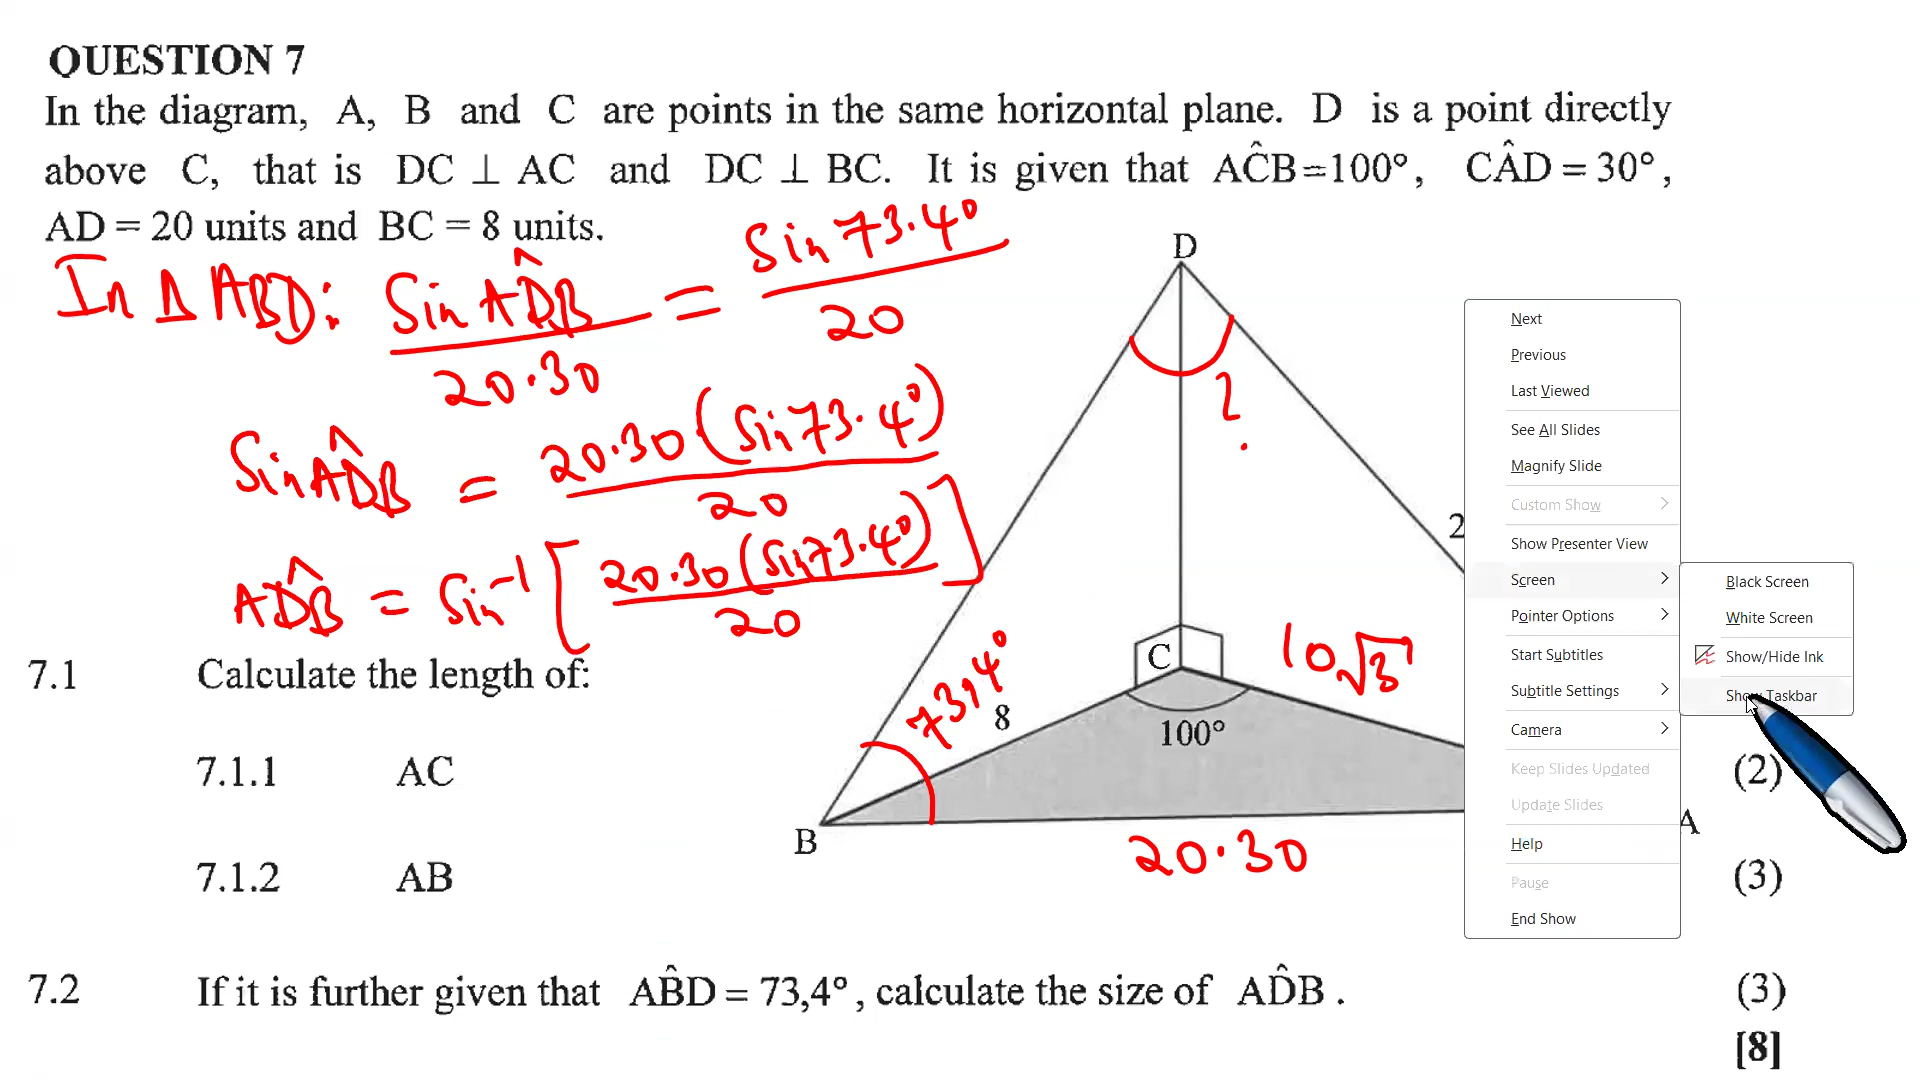 QUESTION 7
In the diagram, A, B and C are points in the same horizontal plane. D is a point directly
above C, that is DC ⊥ AC and DC ⊥ BC. It is given that AĈB=100°, CÂD = 30°,
AD = 20 units and BC = 8 units.
In Δ ABD: Sin AD̂B / 20.30 = Sin 73.4° / 20
Sin AD̂B = 20.30 (Sin 73.4°) / 20
AD̂B = Sin⁻¹ [ 20.30 (Sin 73.4°) / 20 ]
D
?
2
C
10√3
73,4°
8
100°
B
A
20.30
7.1 Calculate the length of:
7.1.1 AC (2)
7.1.2 AB (3)
7.2 If it is further given that AB̂D = 73,4°, calculate the size of AD̂B . (3)
[8]
Next
Previous
Last Viewed
See All Slides
Magnify Slide
Custom Show
Show Presenter View
Screen
Pointer Options
Start Subtitles
Subtitle Settings
Camera
Keep Slides Updated
Update Slides
Help
Pause
End Show
Black Screen
White Screen
Show/Hide Ink
Show Taskbar